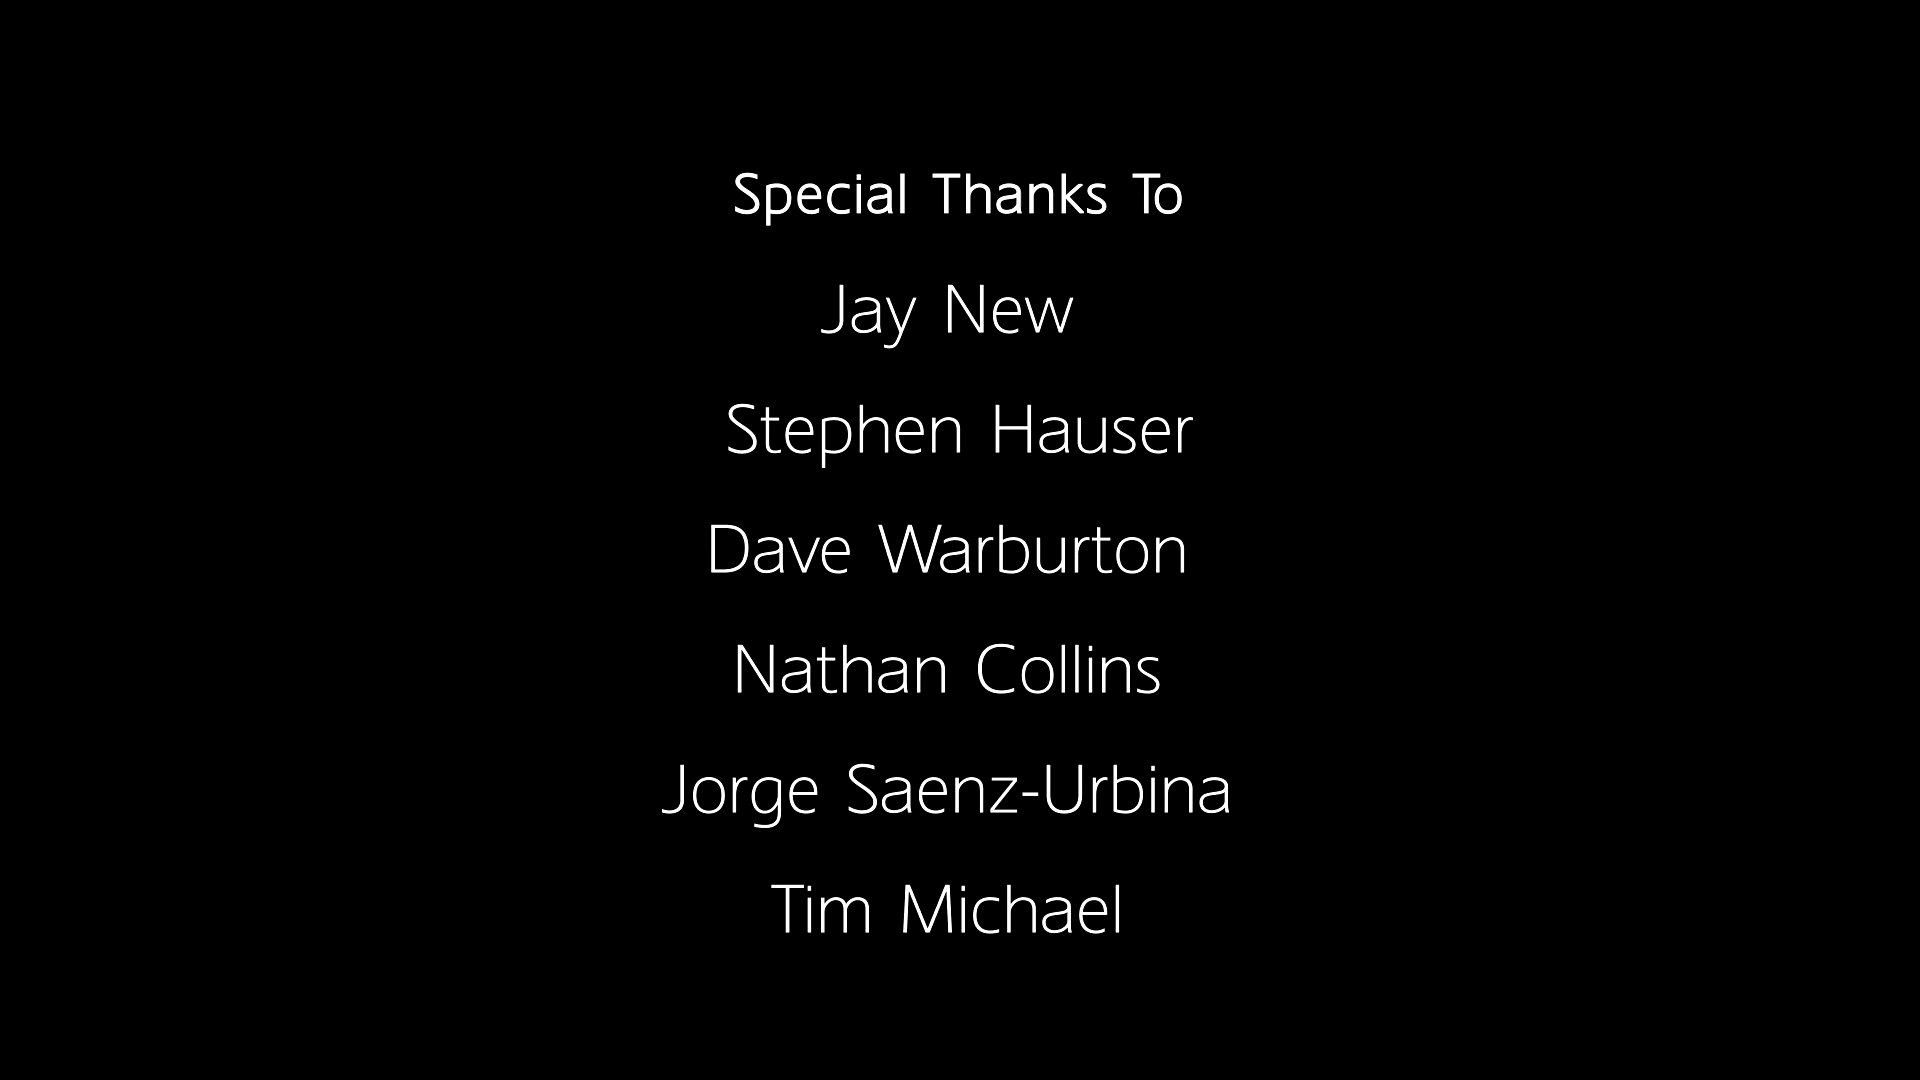 Special Thanks To
Jay New
Stephen Hauser
Dave Warburton
Nathan Collins
Jorge Saenz-Urbina
Tim Michael